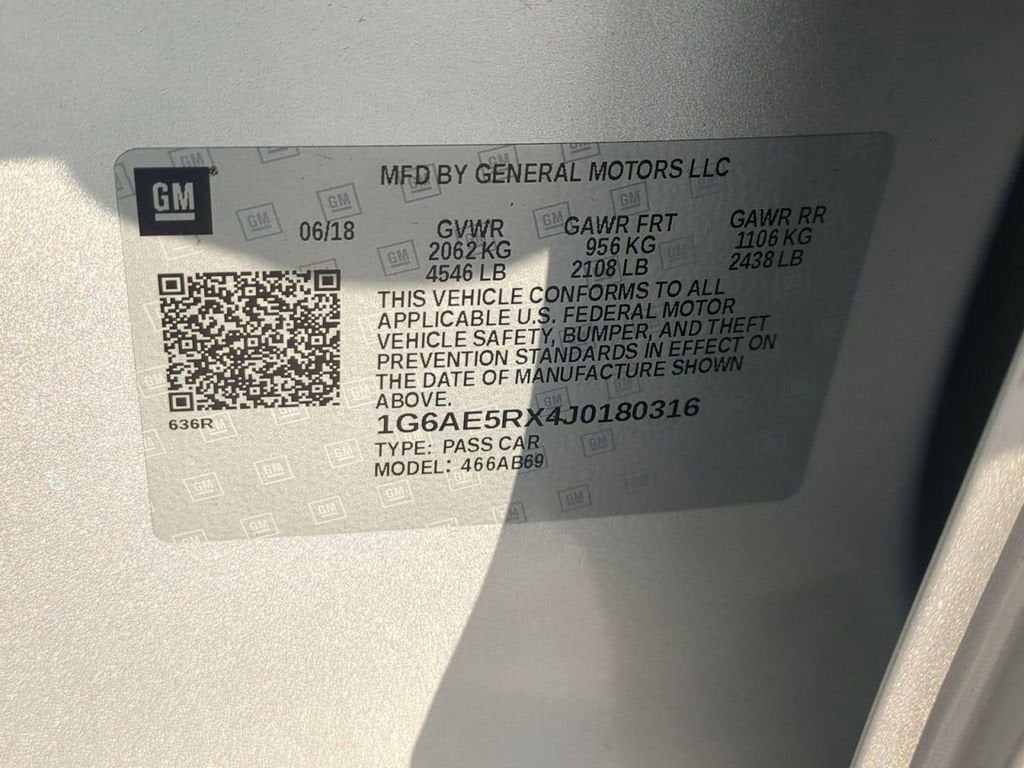 GM
MFD BY GENERAL MOTORS LLC
06/18 GVWR GAWR FRT GAWR RR
2062 KG 956 KG 1106 KG
4546 LB 2108 LB 2438 LB
THIS VEHICLE CONFORMS TO ALL
APPLICABLE U.S. FEDERAL MOTOR
VEHICLE SAFETY, BUMPER, AND THEFT
PREVENTION STANDARDS IN EFFECT ON
THE DATE OF MANUFACTURE SHOWN
ABOVE.
636R
1G6AE5RX4J0180316
TYPE: PASS CAR
MODEL: 466AB69